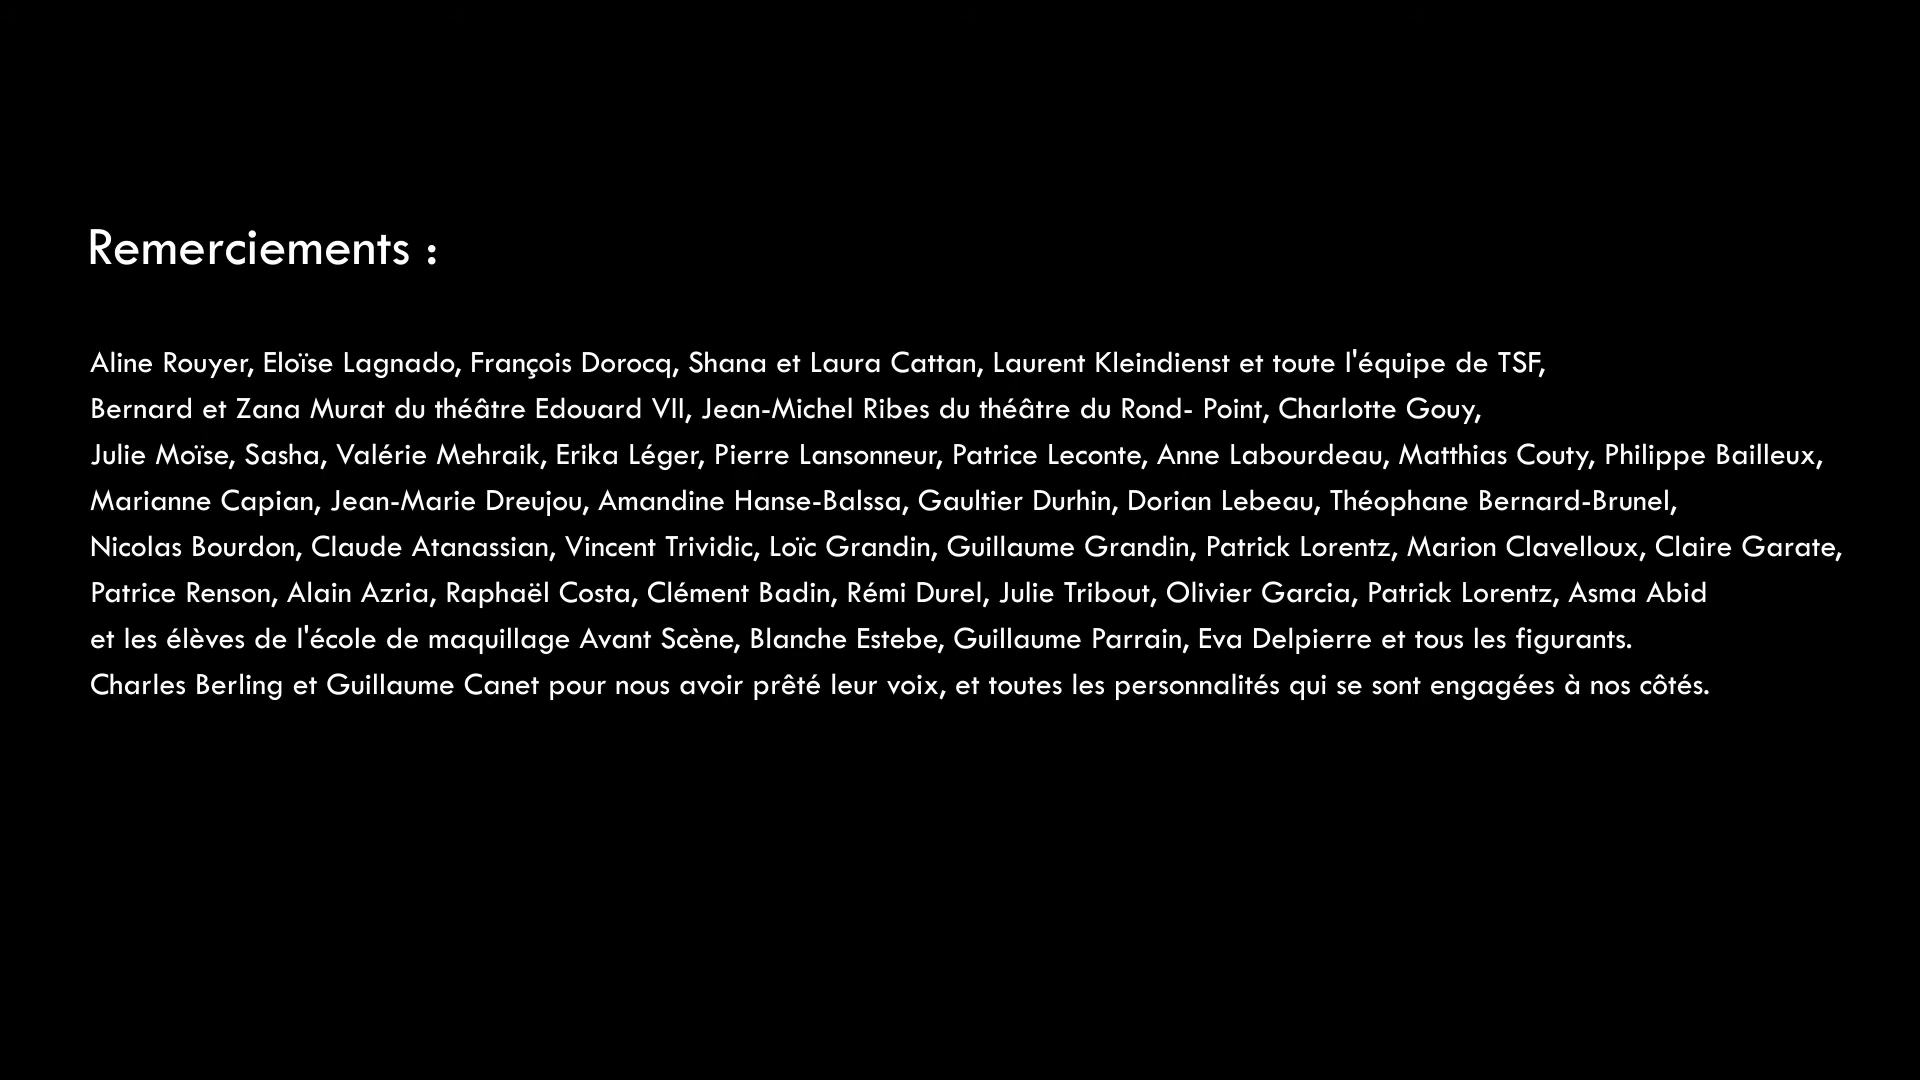 Remerciements :
Aline Rouyer, Eloïse Lagnado, François Dorocq, Shana et Laura Cattan, Laurent Kleindienst et toute l'équipe de TSF,
Bernard et Zana Murat du théâtre Edouard VII, Jean-Michel Ribes du théâtre du Rond- Point, Charlotte Gouy,
Julie Moïse, Sasha, Valérie Mehraik, Erika Léger, Pierre Lansonneur, Patrice Leconte, Anne Labourdeau, Matthias Couty, Philippe Bailleux,
Marianne Capian, Jean-Marie Dreujou, Amandine Hanse-Balssa, Gaultier Durhin, Dorian Lebeau, Théophane Bernard-Brunel,
Nicolas Bourdon, Claude Atanassian, Vincent Trividic, Loïc Grandin, Guillaume Grandin, Patrick Lorentz, Marion Clavelloux, Claire Garate,
Patrice Renson, Alain Azria, Raphaël Costa, Clément Badin, Rémi Durel, Julie Tribout, Olivier Garcia, Patrick Lorentz, Asma Abid
et les élèves de l'école de maquillage Avant Scène, Blanche Estebe, Guillaume Parrain, Eva Delpierre et tous les figurants.
Charles Berling et Guillaume Canet pour nous avoir prêté leur voix, et toutes les personnalités qui se sont engagées à nos côtés.